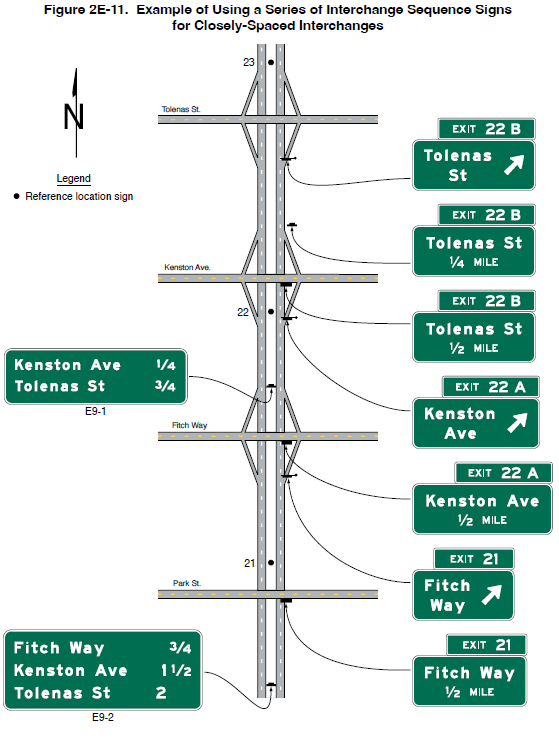 Figure 2E-11. Example of Using a Series of Interchange Sequence Signs
for Closely-Spaced Interchanges
23
N
Legend
Reference location sign
Tolenas St.
EXIT 22 B
Tolenas
St
EXIT 22 B
Tolenas St
1/4 MILE
Kenston Ave.
22
EXIT 22 B
Tolenas St
1/2 MILE
Kenston Ave 1/4
Tolenas St 3/4
E9-1
EXIT 22 A
Kenston
Ave
Fitch Way
EXIT 22 A
Kenston Ave
1/2 MILE
21
EXIT 21
Fitch
Way
Park St.
Fitch Way 3/4
Kenston Ave 1 1/2
Tolenas St 2
E9-2
EXIT 21
Fitch Way
1/2 MILE